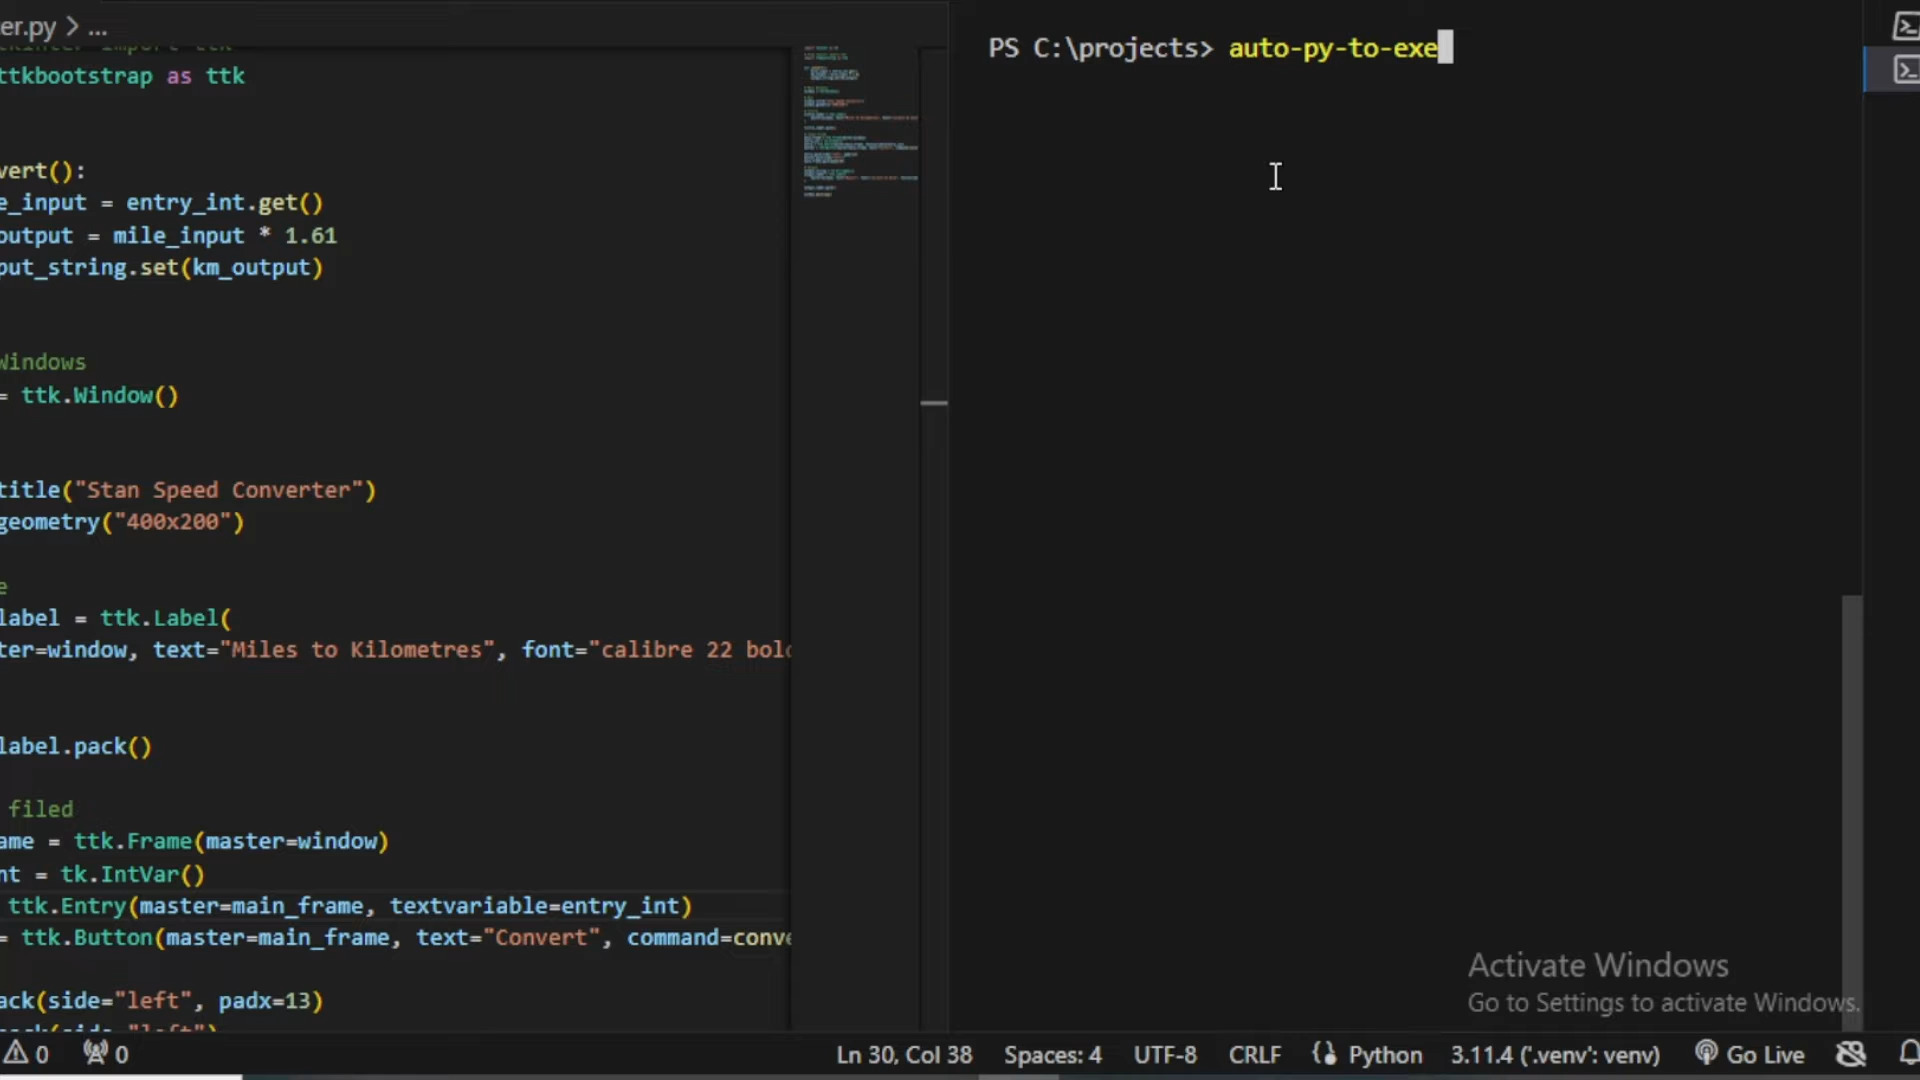 er.py > ...
ttkbootstrap as ttk
vert():
e_input = entry_int.get()
output = mile_input * 1.61
put_string.set(km_output)
Windows
= ttk.Window()
title("Stan Speed Converter")
geometry("400x200")
e
label = ttk.Label(
ter=window, text="Miles to Kilometres", font="calibre 22 bold
label.pack()
filed
ame = ttk.Frame(master=window)
nt = tk.IntVar()
ttk.Entry(master=main_frame, textvariable=entry_int)
= ttk.Button(master=main_frame, text="Convert", command=conve
ack(side="left", padx=13)
PS C:\projects> auto-py-to-exe
Activate Windows
Go to Settings to activate Windows.
0 0 Ln 30, Col 38 Spaces: 4 UTF-8 CRLF Python 3.11.4 ('.venv': venv) Go Live